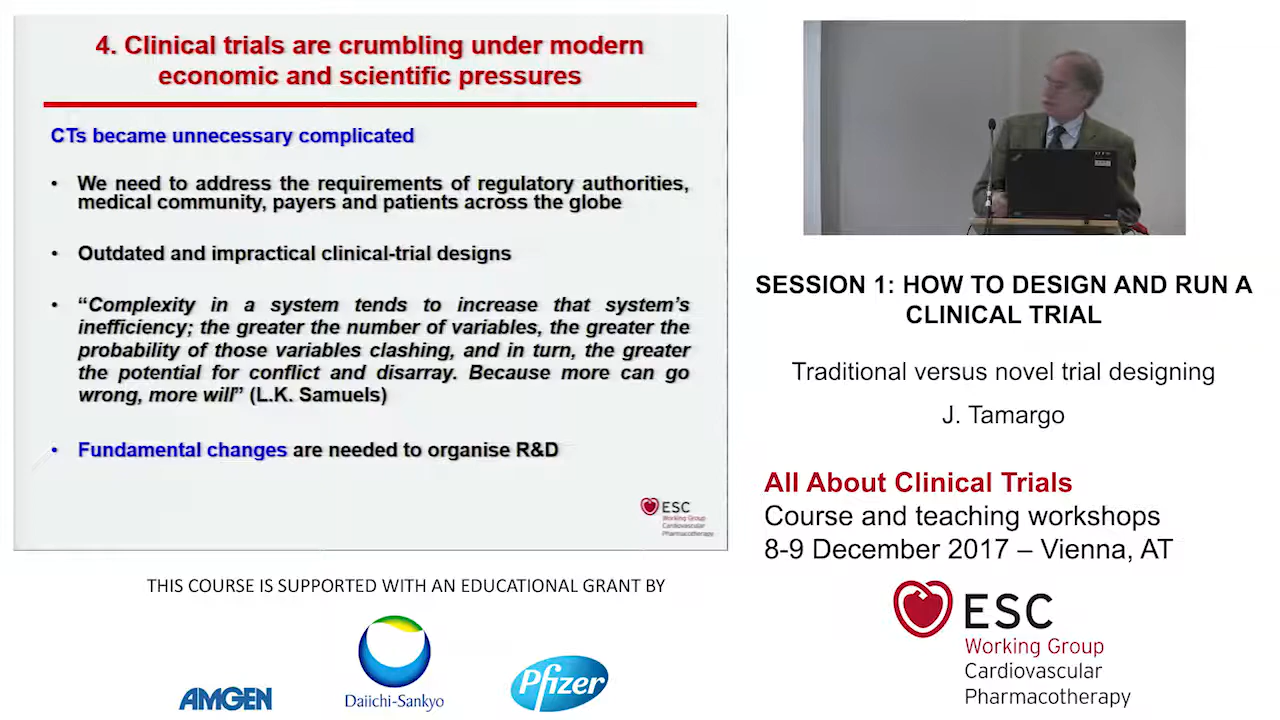 4. Clinical trials are crumbling under modern
economic and scientific pressures
CTs became unnecessary complicated
• We need to address the requirements of regulatory authorities,
medical community, payers and patients across the globe
• Outdated and impractical clinical-trial designs
• “Complexity in a system tends to increase that system’s
inefficiency; the greater the number of variables, the greater the
probability of those variables clashing, and in turn, the greater
the potential for conflict and disarray. Because more can go
wrong, more will” (L.K. Samuels)
• Fundamental changes are needed to organise R&D
ESC
Working Group
Cardiovascular
Pharmacotherapy
SESSION 1: HOW TO DESIGN AND RUN A
CLINICAL TRIAL
Traditional versus novel trial designing
J. Tamargo
All About Clinical Trials
Course and teaching workshops
8-9 December 2017 – Vienna, AT
ESC
Working Group
Cardiovascular
Pharmacotherapy
THIS COURSE IS SUPPORTED WITH AN EDUCATIONAL GRANT BY
AMGEN
Daiichi-Sankyo
Pfizer